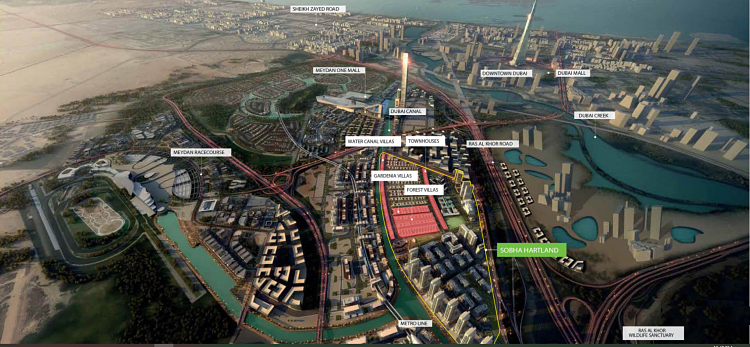 SHEIKH ZAYED ROAD
MEYDAN ONE MALL
DOWNTOWN DUBAI
DUBAI MALL
DUBAI CANAL
DUBAI CREEK
WATER CANAL VILLAS
TOWNHOUSES
RAS AL KHOR ROAD
MEYDAN RACECOURSE
GARDENIA VILLAS
FOREST VILLAS
SOBHA HARTLAND
METRO LINE
RAS AL KHOR
WILDLIFE SANCTUARY